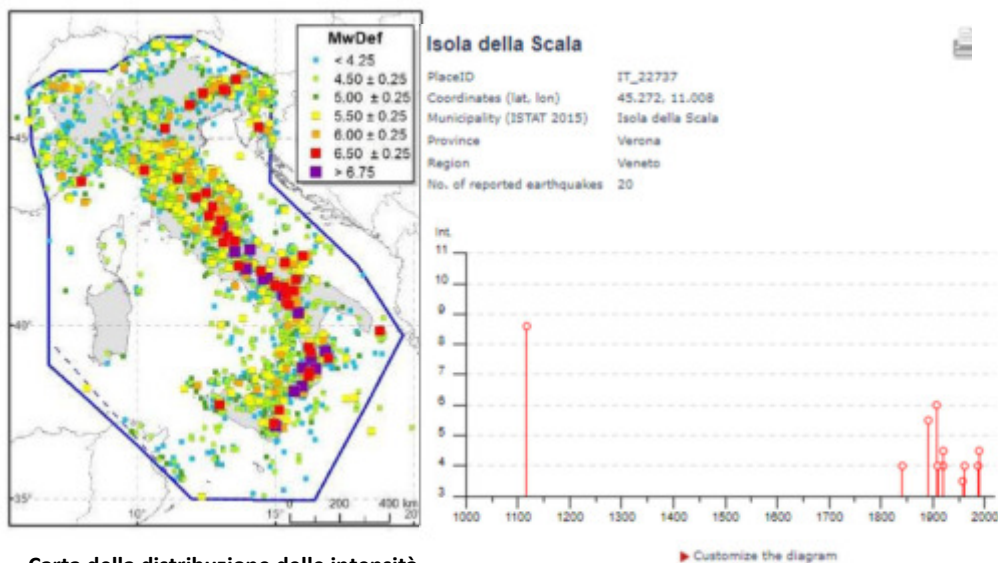 MwDef
< 4.25
4.50 ± 0.25
5.00 ± 0.25
5.50 ± 0.25
6.00 ± 0.25
6.50 ± 0.25
> 6.75
45°
40°
35°
10°
15°
20°
0 200 400 km
Isola della Scala
PlaceID IT_22737
Coordinates (lat, lon) 45.272, 11.008
Municipality (ISTAT 2015) Isola della Scala
Province Verona
Region Veneto
No. of reported earthquakes 20
Int.
11
10
9
8
7
6
5
4
3
1000 1100 1200 1300 1400 1500 1600 1700 1800 1900 2000
Customize the diagram
Carta della distribuzione delle intensità